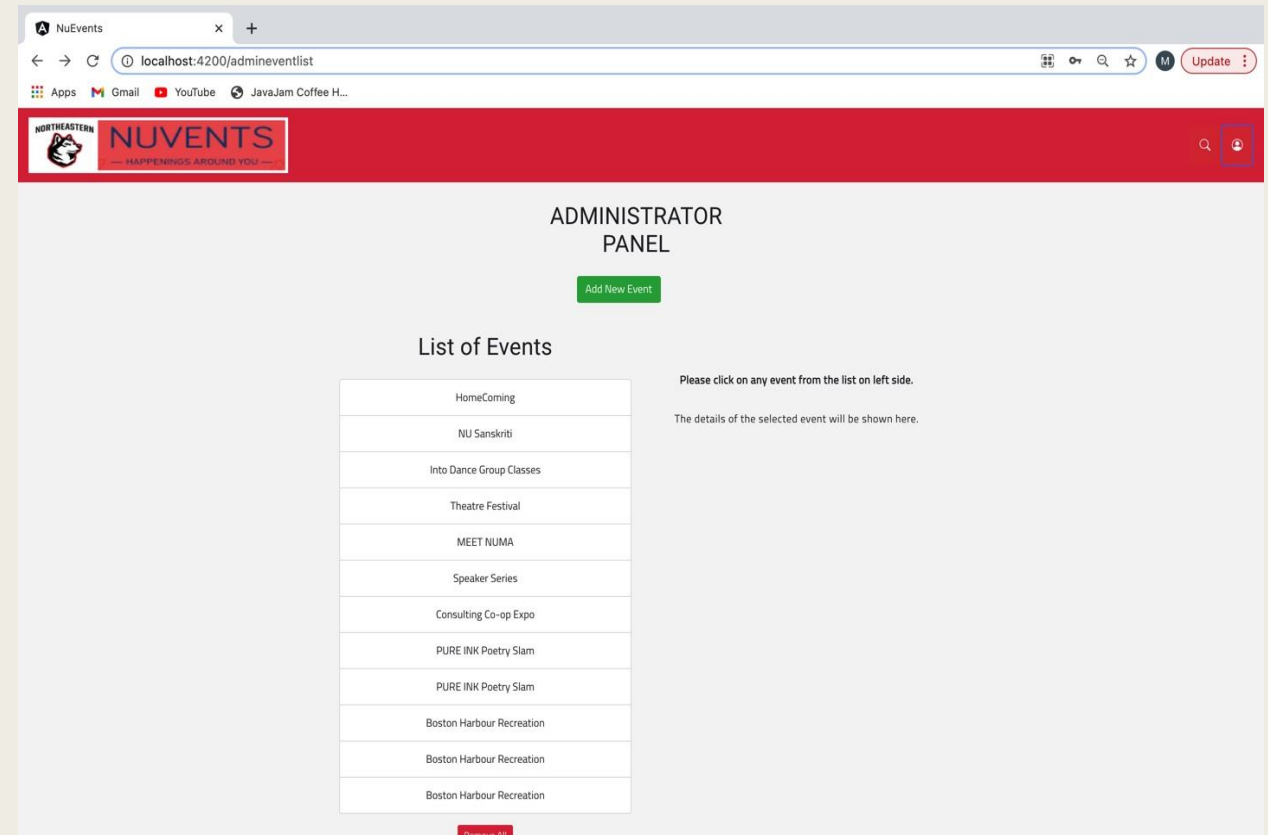 NuEvents
localhost:4200/admineventlist
M
Update
Apps
Gmail
YouTube
JavaJam Coffee H...
NORTHEASTERN
NUVENTS
— HAPPENINGS AROUND YOU —
ADMINISTRATOR
PANEL
Add New Event
List of Events
Please click on any event from the list on left side.
The details of the selected event will be shown here.
HomeComing
NU Sanskriti
Into Dance Group Classes
Theatre Festival
MEET NUMA
Speaker Series
Consulting Co-op Expo
PURE INK Poetry Slam
PURE INK Poetry Slam
Boston Harbour Recreation
Boston Harbour Recreation
Boston Harbour Recreation
Remove All